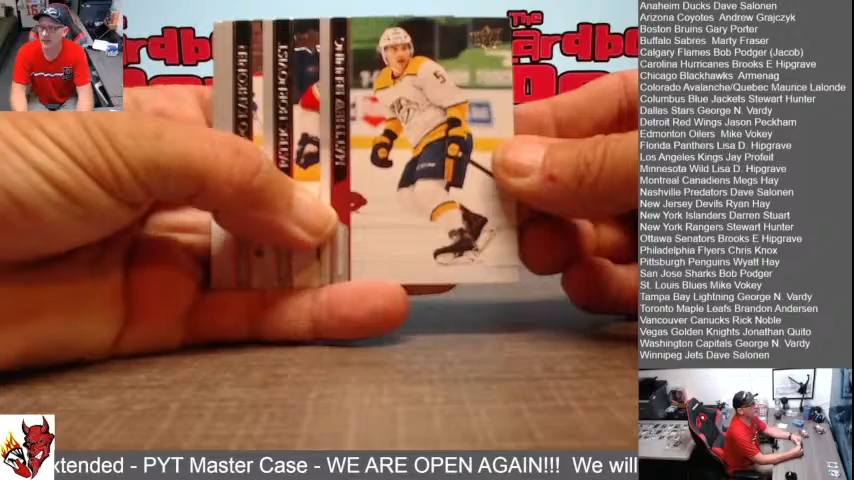 Anaheim Ducks Dave Salonen
Arizona Coyotes Andrew Grajczyk
Boston Bruins Gary Porter
Buffalo Sabres Marty Fraser
Calgary Flames Bob Podger (Jacob)
Carolina Hurricanes Brooks E Hipgrave
Chicago Blackhawks Armenag
Colorado Avalanche/Quebec Maurice Lalonde
Columbus Blue Jackets Stewart Hunter
Dallas Stars George N. Vardy
Detroit Red Wings Jason Peckham
Edmonton Oilers Mike Vokey
Florida Panthers Lisa D. Hipgrave
Los Angeles Kings Jay Profeit
Minnesota Wild Lisa D. Hipgrave
Montreal Canadiens Megs Hay
Nashville Predators Dave Salonen
New Jersey Devils Ryan Hay
New York Islanders Darren Stuart
New York Rangers Stewart Hunter
Ottawa Senators Brooks E Hipgrave
Philadelphia Flyers Chris Knox
Pittsburgh Penguins Wyatt Hay
San Jose Sharks Bob Podger
St. Louis Blues Mike Vokey
Tampa Bay Lightning George N. Vardy
Toronto Maple Leafs Brandon Andersen
Vancouver Canucks Rick Noble
Vegas Golden Knights Jonathan Quito
Washington Capitals George N. Vardy
Winnipeg Jets Dave Salonen
The
The
ardb
5
xtended - PYT Master Case - WE ARE OPEN AGAIN!!! We will